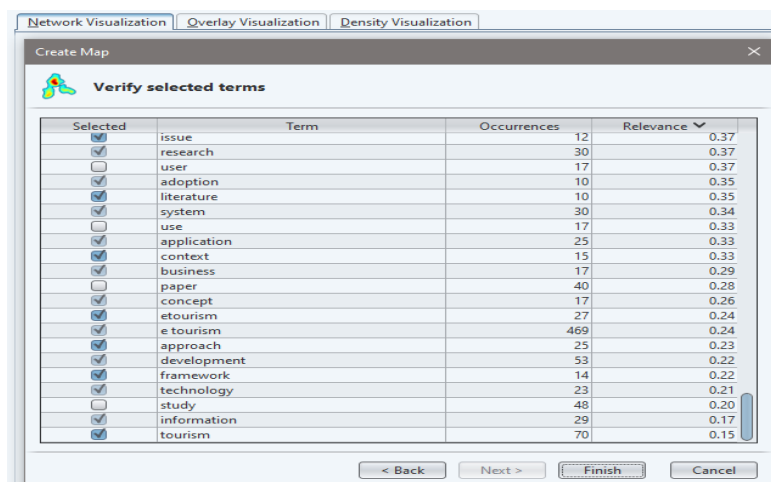 Network Visualization Overlay Visualization Density Visualization
Create Map
Verify selected terms
Selected Term Occurrences Relevance
issue 12 0.37
research 30 0.37
user 17 0.37
adoption 10 0.35
literature 10 0.35
system 30 0.34
use 17 0.33
application 25 0.33
context 15 0.33
business 17 0.29
paper 40 0.28
concept 17 0.26
etourism 27 0.24
e tourism 469 0.24
approach 25 0.23
development 53 0.22
framework 14 0.22
technology 23 0.21
study 48 0.20
information 29 0.17
tourism 70 0.15
< Back Next > Finish Cancel